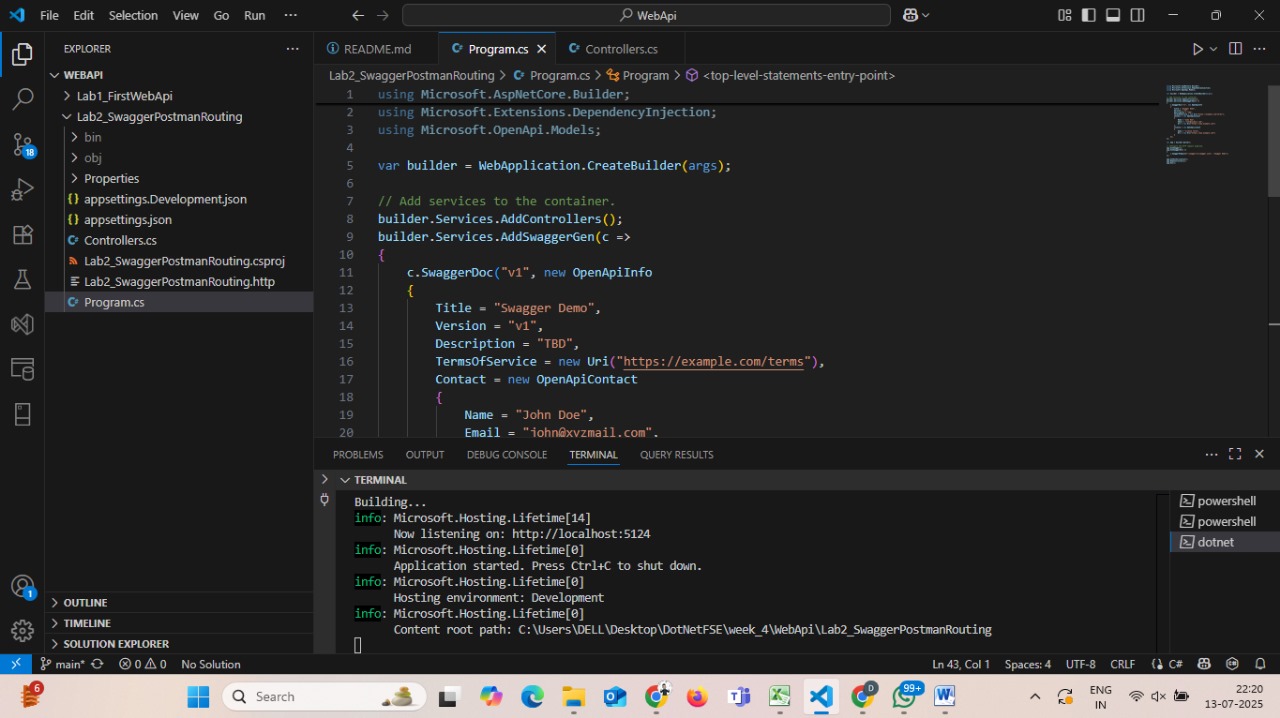 File Edit Selection View Go Run ··· WebApi
EXPLORER ···
README.md Program.cs Controllers.cs
WEBAPI
Lab1_FirstWebApi
Lab2_SwaggerPostmanRouting
bin
obj
Properties
{} appsettings.Development.json
{} appsettings.json
C# Controllers.cs
Lab2_SwaggerPostmanRouting.csproj
Lab2_SwaggerPostmanRouting.http
C# Program.cs
OUTLINE
TIMELINE
SOLUTION EXPLORER
18
1
Lab2_SwaggerPostmanRouting > C# Program.cs > Program > <top-level-statements-entry-point>
1 using Microsoft.AspNetCore.Builder;
2 using Microsoft.Extensions.DependencyInjection;
3 using Microsoft.OpenApi.Models;
4
5 var builder = WebApplication.CreateBuilder(args);
6
7 // Add services to the container.
8 builder.Services.AddControllers();
9 builder.Services.AddSwaggerGen(c =>
10 {
11 c.SwaggerDoc("v1", new OpenApiInfo
12 {
13 Title = "Swagger Demo",
14 Version = "v1",
15 Description = "TBD",
16 TermsOfService = new Uri("https://example.com/terms"),
17 Contact = new OpenApiContact
18 {
19 Name = "John Doe",
20 Email = "john@xyzmail.com",
PROBLEMS OUTPUT DEBUG CONSOLE TERMINAL QUERY RESULTS
TERMINAL
Building...
info: Microsoft.Hosting.Lifetime[14]
Now listening on: http://localhost:5124
info: Microsoft.Hosting.Lifetime[0]
Application started. Press Ctrl+C to shut down.
info: Microsoft.Hosting.Lifetime[0]
Hosting environment: Development
info: Microsoft.Hosting.Lifetime[0]
Content root path: C:\Users\DELL\Desktop\DotNetFSE\week_4\WebApi\Lab2_SwaggerPostmanRouting
powershell
powershell
dotnet
main* 0 0 No Solution Ln 43, Col 1 Spaces: 4 UTF-8 CRLF C#
6 Search D 99+ ENG 22:20
IN 13-07-2025